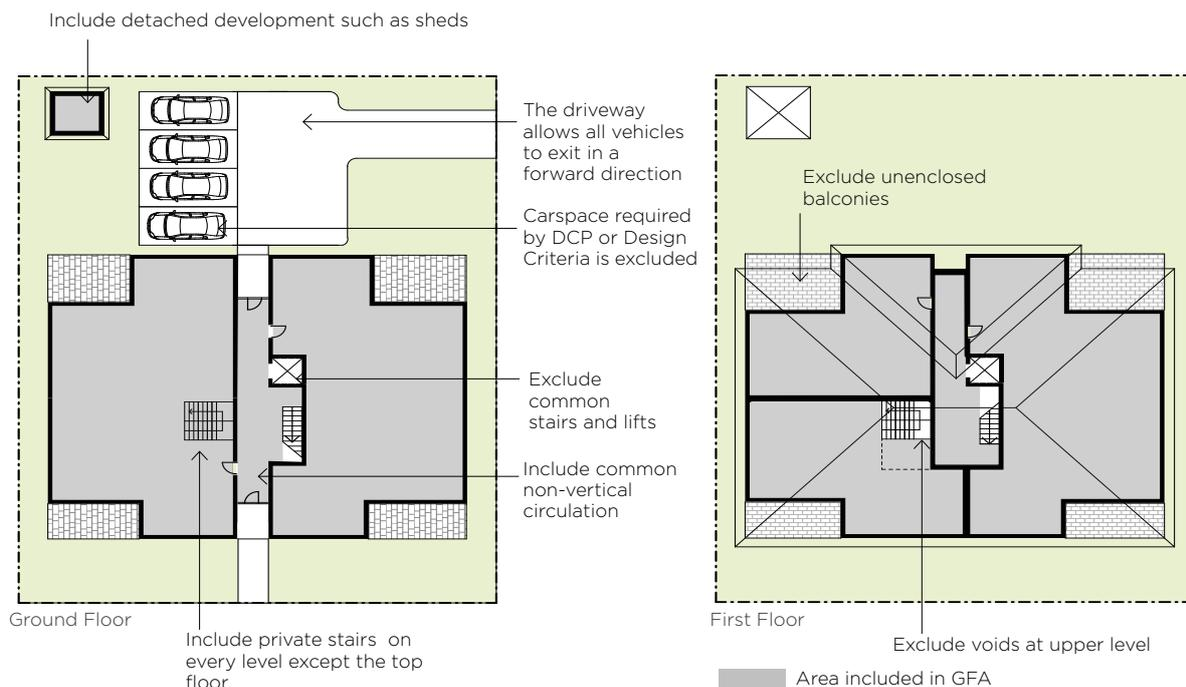 Include detached development such as sheds
The driveway
allows all vehicles
to exit in a
forward direction
Carspace required
by DCP or Design
Criteria is excluded
Exclude
common
stairs and lifts
Include common
non-vertical
circulation
Ground Floor
Include private stairs on
every level except the top
floor
Exclude unenclosed
balconies
First Floor
Exclude voids at upper level
Area included in GFA